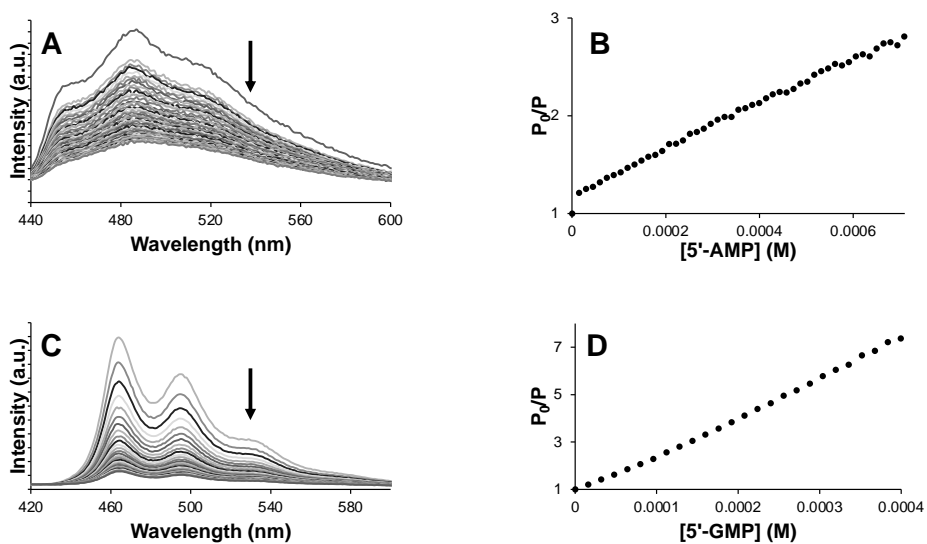 A
Intensity (a.u.)
440 480 520 560 600
Wavelength (nm)
B
P0/P
3
2
1
0 0.0002 0.0004 0.0006
[5'-AMP] (M)
C
Intensity (a.u.)
420 460 500 540 580
Wavelength (nm)
D
P0/P
7
5
3
1
0 0.0001 0.0002 0.0003 0.0004
[5'-GMP] (M)